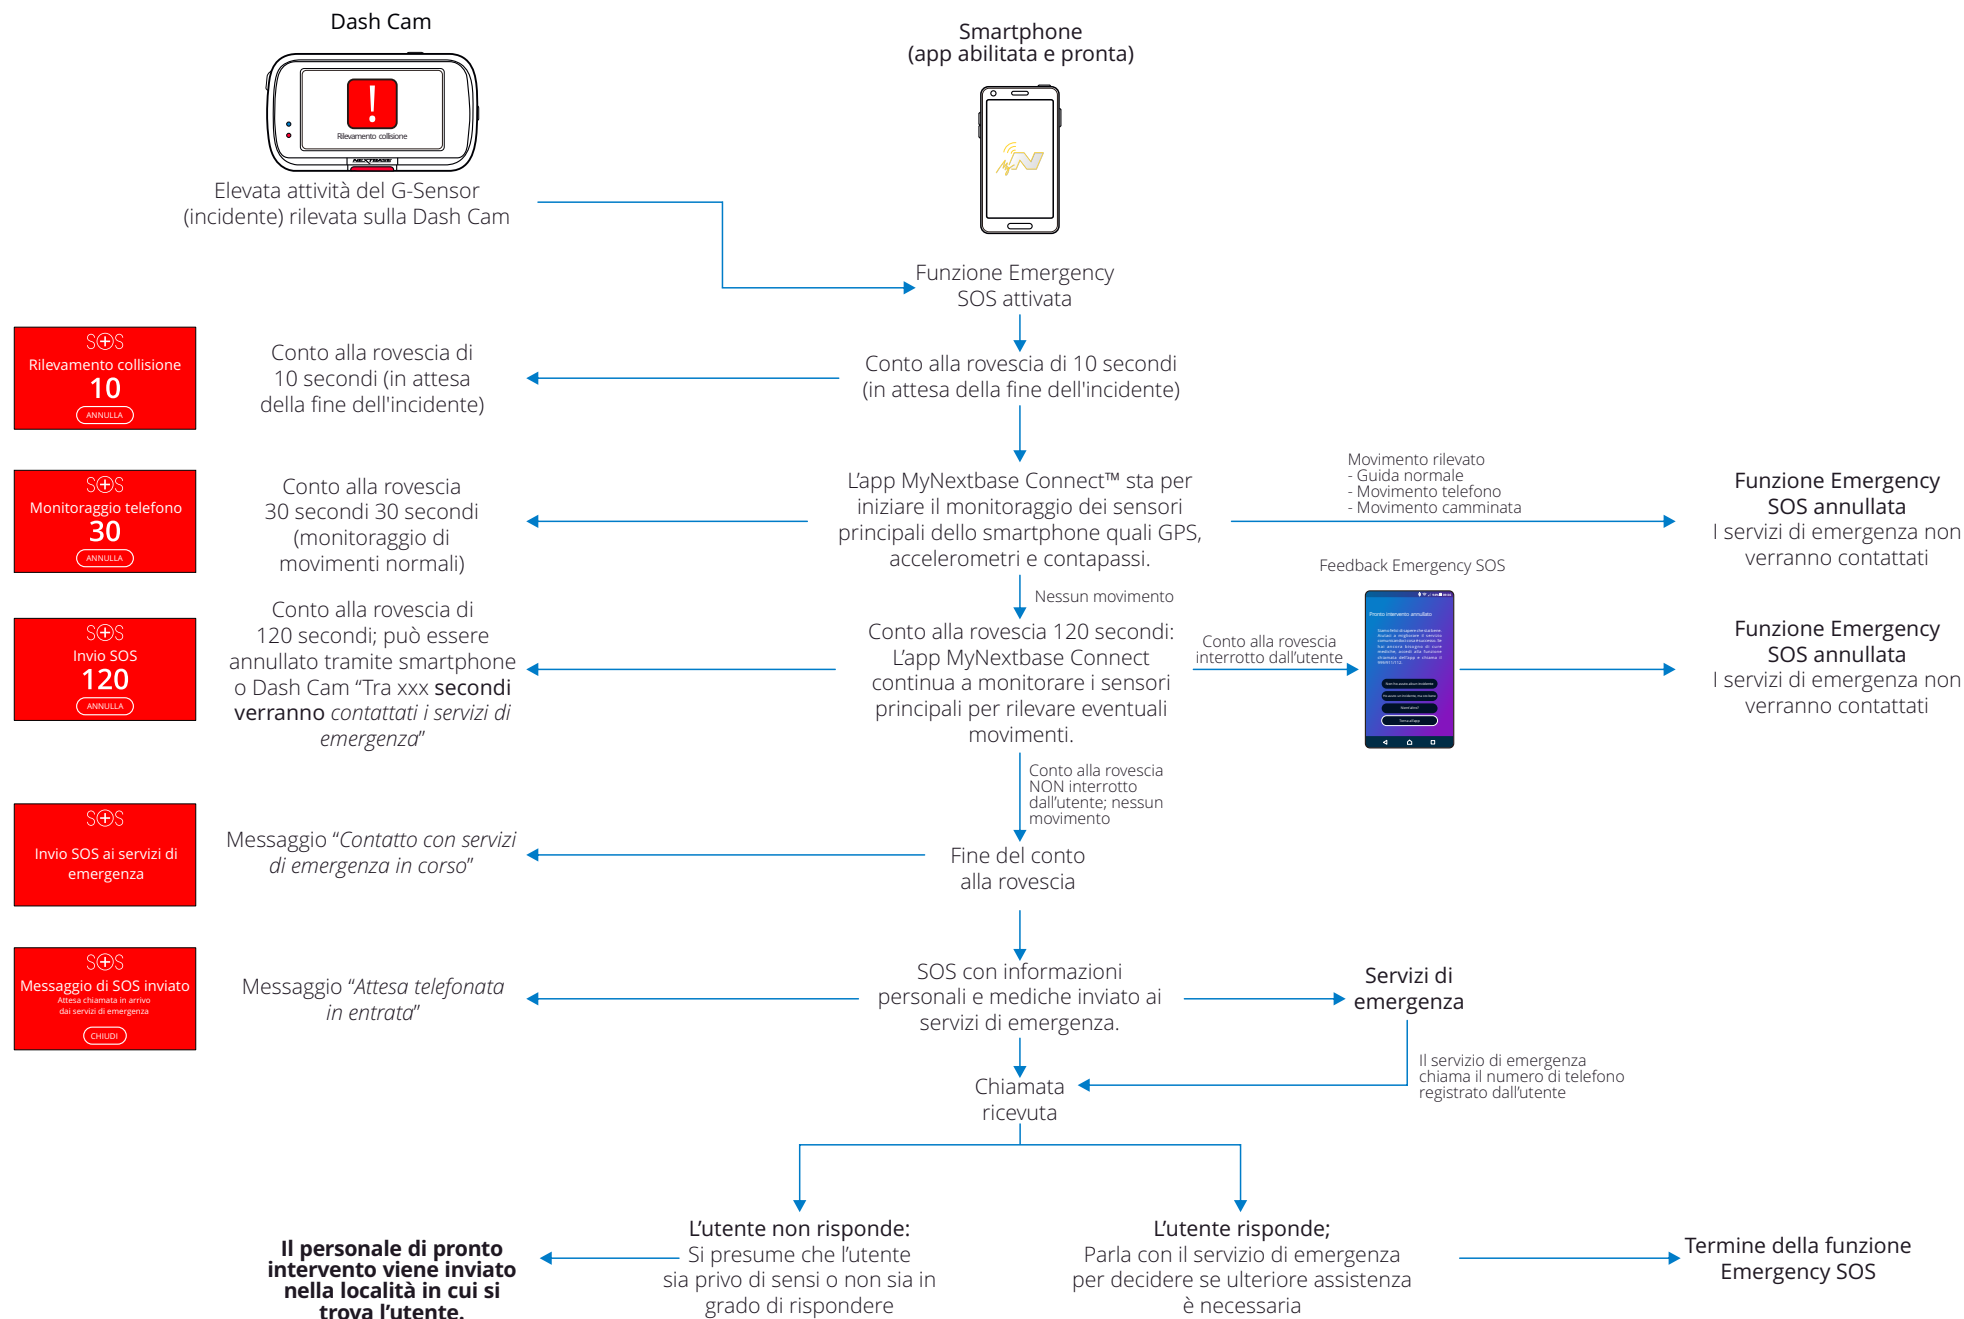 Dash Cam
Smartphone
(app abilitata e pronta)
Rilevamento collisione
NEXTBASE
Elevata attività del G-Sensor
(incidente) rilevata sulla Dash Cam
Funzione Emergency
SOS attivata
SOS
Rilevamento collisione
10
ANNULLA
Conto alla rovescia di
10 secondi (in attesa
della fine dell'incidente)
Conto alla rovescia di 10 secondi
(in attesa della fine dell'incidente)
SOS
Monitoraggio telefono
30
ANNULLA
Conto alla rovescia
30 secondi 30 secondi
(monitoraggio di
movimenti normali)
L’app MyNextbase Connect™ sta per
iniziare il monitoraggio dei sensori
principali dello smartphone quali GPS,
accelerometri e contapassi.
Movimento rilevato
- Guida normale
- Movimento telefono
- Movimento camminata
Funzione Emergency
SOS annullata
I servizi di emergenza non
verranno contattati
Nessun movimento
Feedback Emergency SOS
SOS
Invio SOS
120
ANNULLA
Conto alla rovescia di
120 secondi; può essere
annullato tramite smartphone
o Dash Cam “Tra xxx secondi
verranno contattati i servizi di
emergenza”
Conto alla rovescia 120 secondi:
L’app MyNextbase Connect
continua a monitorare i sensori
principali per rilevare eventuali
movimenti.
Conto alla rovescia
interrotto dall’utente
Pronto intervento annullato
Torna all'app
Funzione Emergency
SOS annullata
I servizi di emergenza non
verranno contattati
Conto alla rovescia
NON interrotto
dall’utente; nessun
movimento
SOS
Invio SOS ai servizi di
emergenza
Messaggio “Contatto con servizi
di emergenza in corso”
Fine del conto
alla rovescia
SOS
Messaggio di SOS inviato
Attesa chiamata in arrivo
dai servizi di emergenza
CHIUDI
Messaggio “Attesa telefonata
in entrata”
SOS con informazioni
personali e mediche inviato ai
servizi di emergenza.
Servizi di
emergenza
Il servizio di emergenza
chiama il numero di telefono
registrato dall’utente
Chiamata
ricevuta
Il personale di pronto
intervento viene inviato
nella località in cui si
trova l’utente.
L’utente non risponde:
Si presume che l’utente
sia privo di sensi o non sia in
grado di rispondere
L’utente risponde;
Parla con il servizio di emergenza
per decidere se ulteriore assistenza
è necessaria
Termine della funzione
Emergency SOS